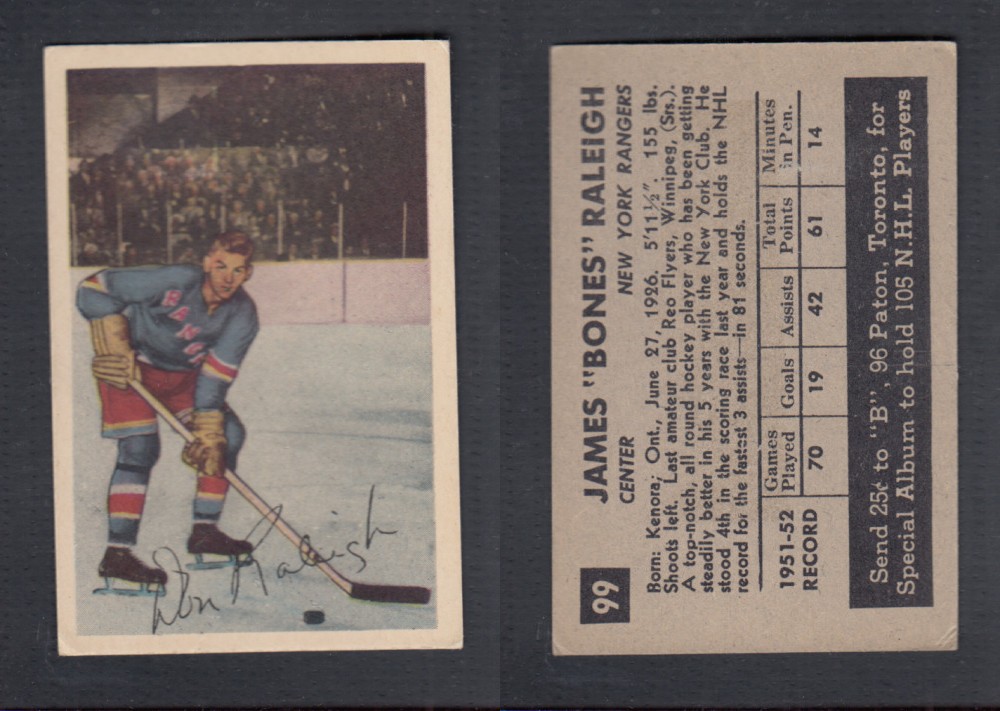 RANG
Don Raleigh
99
JAMES "BONES" RALEIGH
CENTER NEW YORK RANGERS
Born: Kenora, Ont., June 27, 1926. 5'11½". 155 lbs.
Shoots left. Last amateur club Reo Flyers, Winnipeg, (Srs.).
A top-notch, all round hockey player who has been getting
steadily better in his 5 years with the New York Club. He
stood 4th in the scoring race last year and holds the NHL
record for the fastest 3 assists—in 81 seconds.
1951-52 RECORD Games Played Goals Assists Total Points Minutes in Pen.
70 19 42 61 14
Send 25¢ to "B", 96 Paton, Toronto, for
Special Album to hold 105 N.H.L. Players